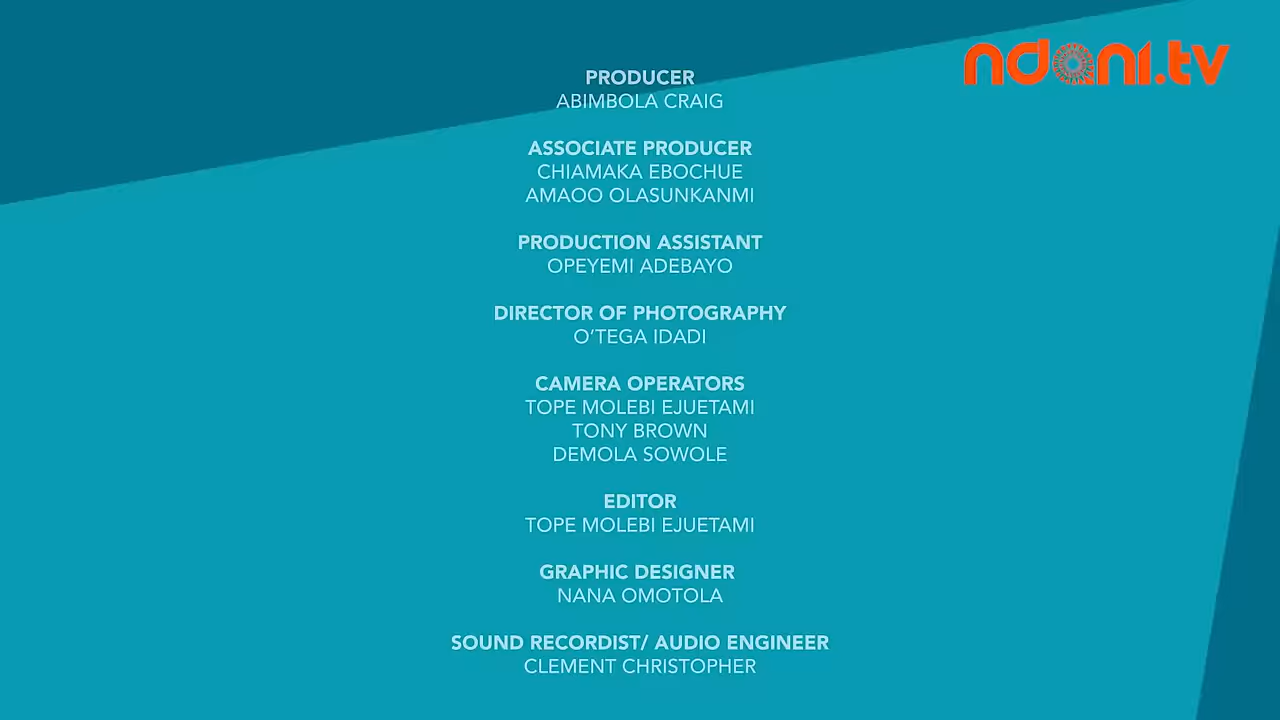 ndani.tv
PRODUCER
ABIMBOLA CRAIG
ASSOCIATE PRODUCER
CHIAMAKA EBOCHUE
AMAOO OLASUNKANMI
PRODUCTION ASSISTANT
OPEYEMI ADEBAYO
DIRECTOR OF PHOTOGRAPHY
O’TEGA IDADI
CAMERA OPERATORS
TOPE MOLEBI EJUETAMI
TONY BROWN
DEMOLA SOWOLE
EDITOR
TOPE MOLEBI EJUETAMI
GRAPHIC DESIGNER
NANA OMOTOLA
SOUND RECORDIST/ AUDIO ENGINEER
CLEMENT CHRISTOPHER